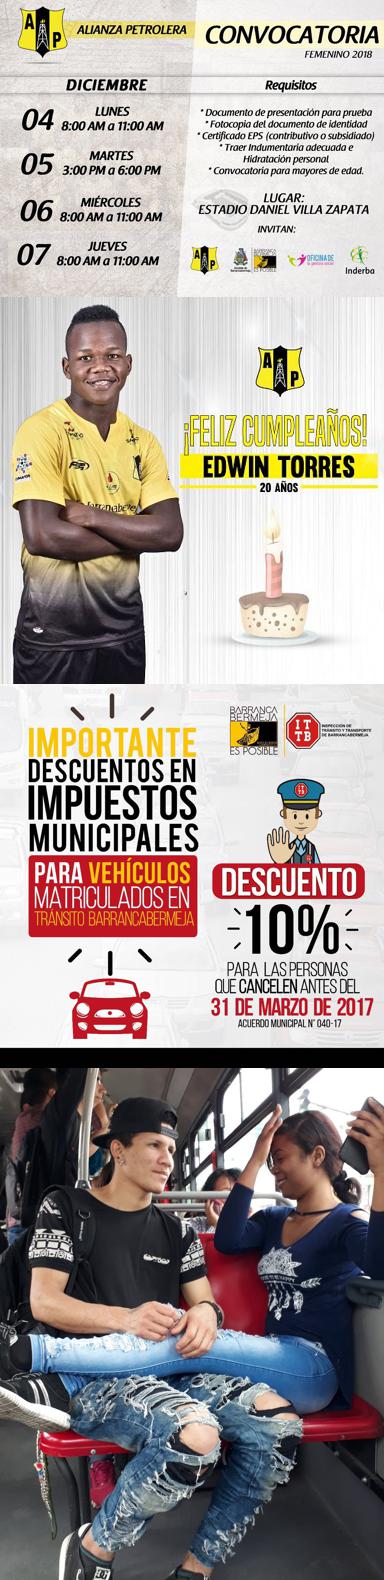 ALIANZA PETROLERA
CONVOCATORIA
FEMENINO 2018
DICIEMBRE
04 LUNES
8:00 AM a 11:00 AM
05 MARTES
3:00 PM a 6:00 PM
06 MIÉRCOLES
8:00 AM a 11:00 AM
07 JUEVES
8:00 AM a 11:00 AM
Requisitos
* Documento de presentación para prueba
* Fotocopia del documento de identidad
* Certificado EPS (contributivo o subsidiado)
* Traer Indumentaria adecuada e
Hidratación personal
* Convocatoria para mayores de edad.
LUGAR:
ESTADIO DANIEL VILLA ZAPATA
INVITAN:
A P
BARRANCA
BERMEJA
ES POSIBLE
OFICINA DE
Inderba
A P
¡FELIZ CUMPLEAÑOS!
EDWIN TORRES
20 AÑOS
IMPORTANTE
DESCUENTOS EN
IMPUESTOS
MUNICIPALES
PARA VEHÍCULOS
MATRICULADOS EN
TRÁNSITO BARRANCABERMEJA
BARRANCA
BERMEJA
ES POSIBLE
ITTB
INSPECCIÓN DE
TRÁNSITO Y TRANSPORTE
DE BARRANCABERMEJA
DESCUENTO
10%
PARA LAS PERSONAS
QUE CANCELEN ANTES DEL
31 DE MARZO DE 2017
ACUERDO MUNICIPAL N° 040-17